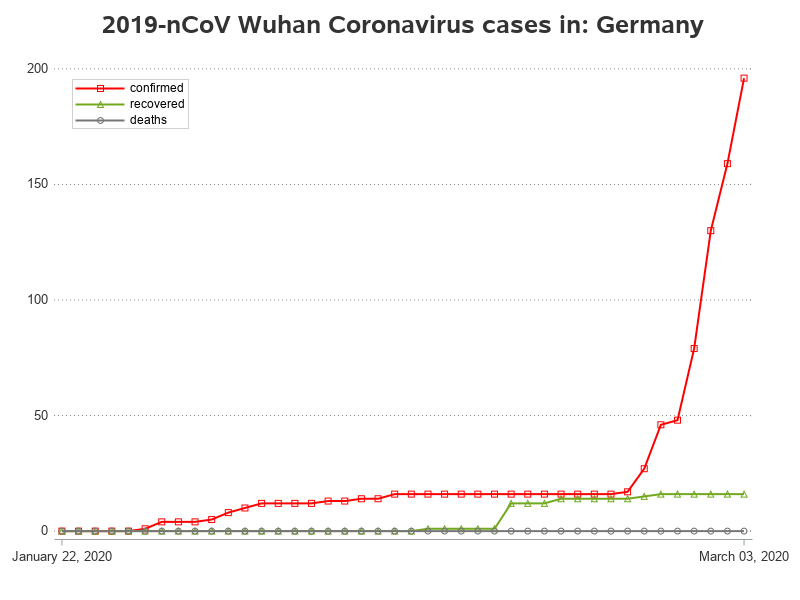 2019-nCoV Wuhan Coronavirus cases in: Germany
200
confirmed
recovered
deaths
150
100
50
0
January 22, 2020
March 03, 2020